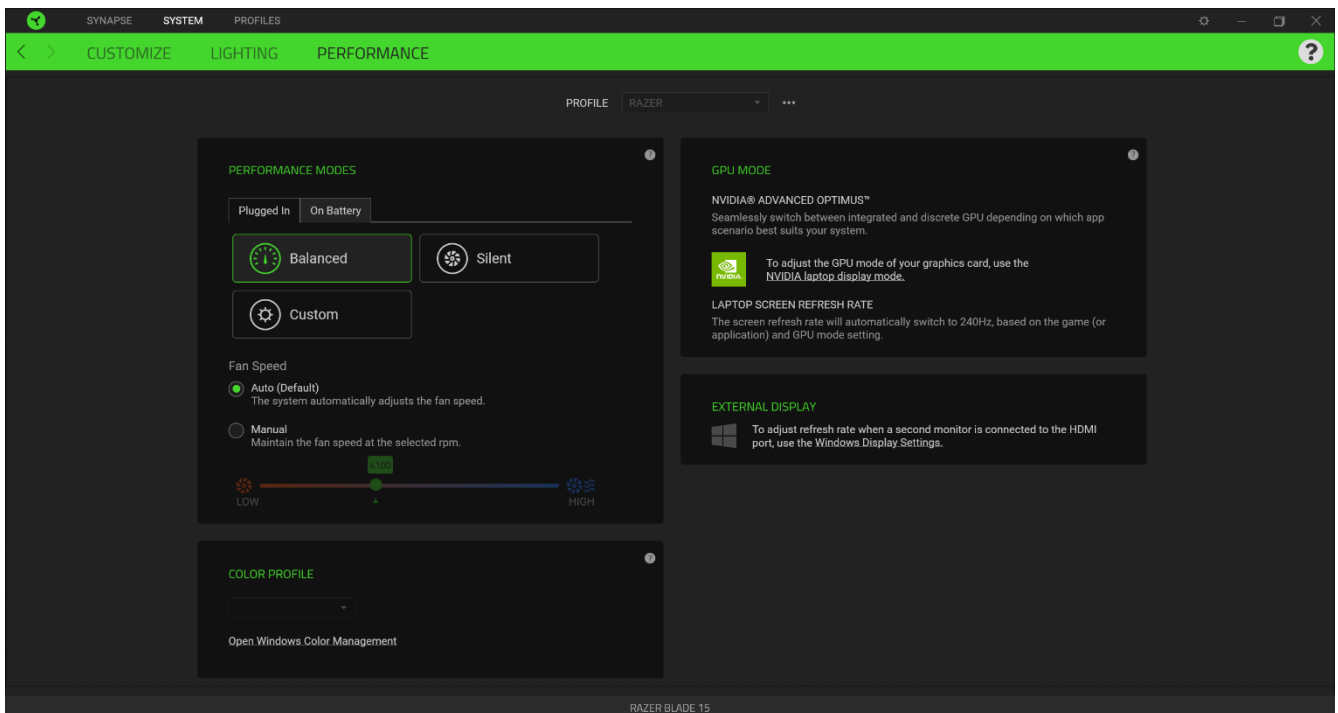 SYNAPSE SYSTEM PROFILES
CUSTOMIZE LIGHTING PERFORMANCE
?
PROFILE RAZER
PERFORMANCE MODES
?
Plugged In On Battery
Balanced Silent
Custom
Fan Speed
Auto (Default)
The system automatically adjusts the fan speed.
Manual
Maintain the fan speed at the selected rpm.
4100
LOW HIGH
COLOR PROFILE
?
Open Windows Color Management
GPU MODE
?
NVIDIA® ADVANCED OPTIMUS™
Seamlessly switch between integrated and discrete GPU depending on which app
scenario best suits your system.
NVIDIA.
To adjust the GPU mode of your graphics card, use the
NVIDIA laptop display mode.
LAPTOP SCREEN REFRESH RATE
The screen refresh rate will automatically switch to 240Hz, based on the game (or
application) and GPU mode setting.
EXTERNAL DISPLAY
To adjust refresh rate when a second monitor is connected to the HDMI
port, use the Windows Display Settings.
RAZER BLADE 15